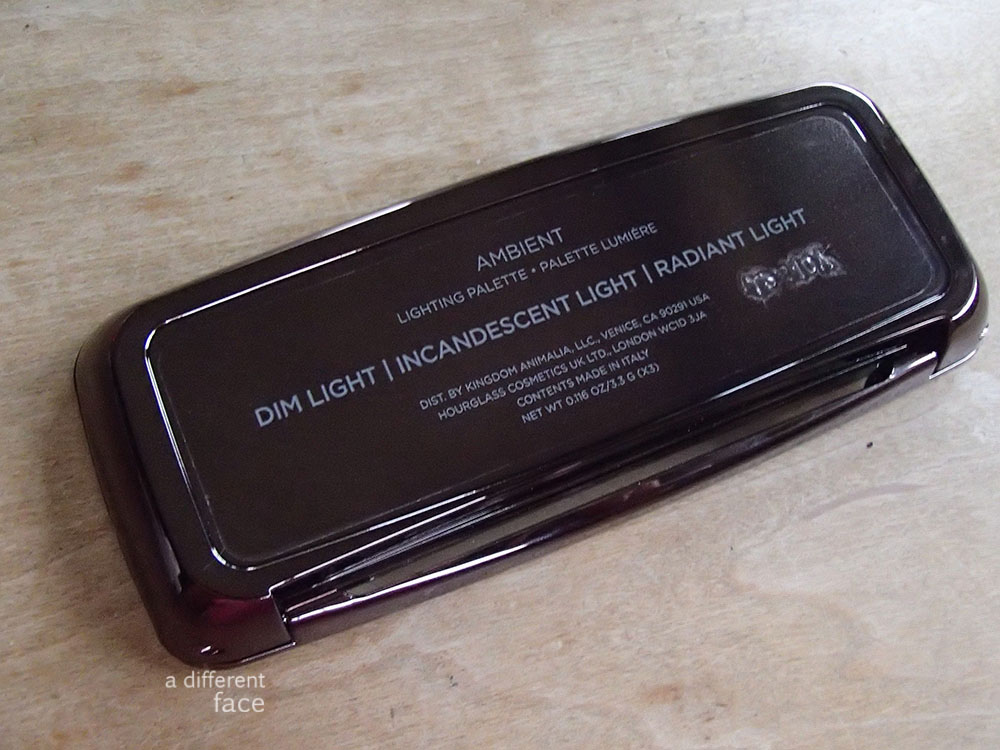 AMBIENT
LIGHTING PALETTE • PALETTE LUMIÈRE
DIM LIGHT | INCANDESCENT LIGHT | RADIANT LIGHT
DIST. BY KINGDOM ANIMALIA, LLC., VENICE, CA 90291 USA
HOURGLASS COSMETICS UK LTD., LONDON WC1D 3JA
CONTENTS MADE IN ITALY
NET WT 0.116 OZ/3.3 G (X3)
a different
face